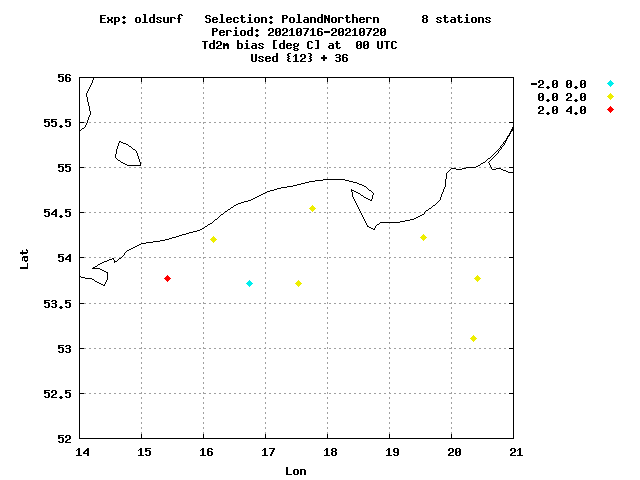 Exp: oldsurf Selection: PolandNorthern 8 stations
Period: 20210716-20210720
Td2m bias [deg C] at 00 UTC
Used {12} + 36
-2.0 0.0
0.0 2.0
2.0 4.0
56
55.5
55
54.5
54
53.5
53
52.5
52
Lat
14 15 16 17 18 19 20 21
Lon